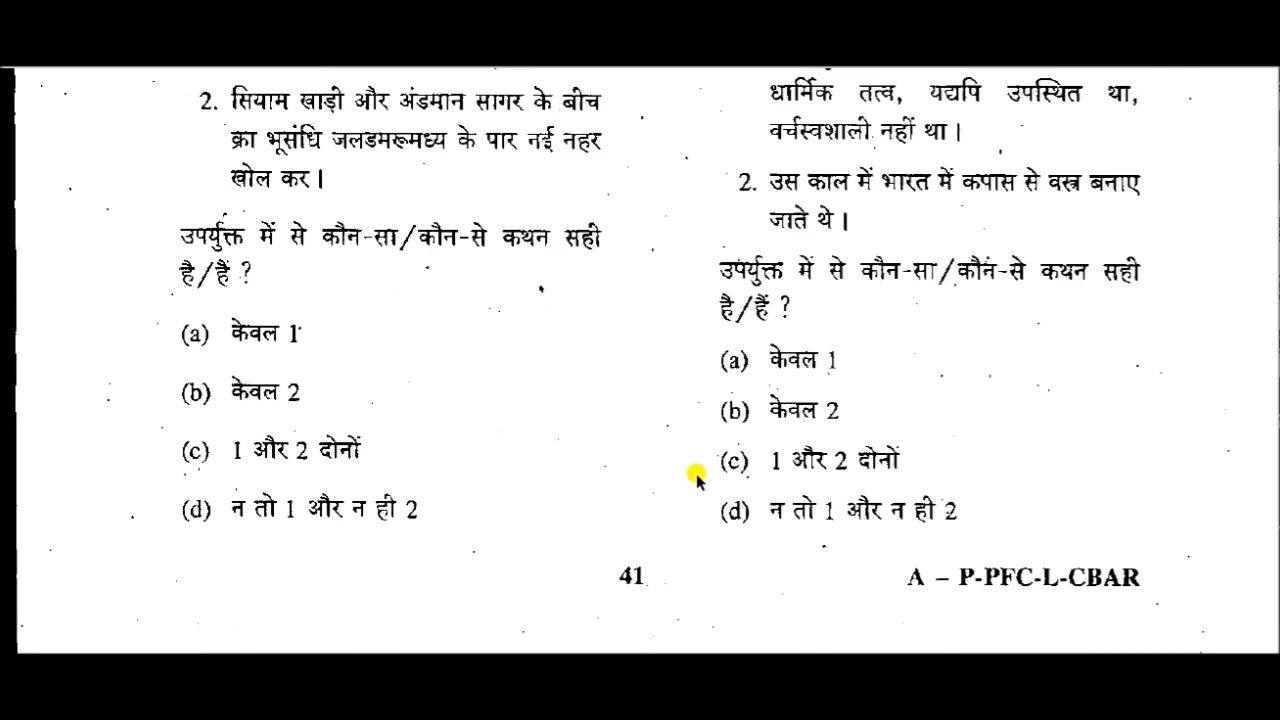 2. सियाम खाड़ी और अंडमान सागर के बीच
का भूसंधि जलडमरूमध्य के पार नई नहर
खोल कर।
उपर्युक्त में से कौन-सा/कौन-से कथन सही
है/हैं ?
(a) केवल 1
(b) केवल 2
(c) 1 और 2 दोनों
(d) न तो 1 और न ही 2
धार्मिक तत्व, यद्यपि उपस्थित था,
वर्चस्वशाली नहीं था।
2. उस काल में भारत में कपास से वस्त्र बनाए
जाते थे।
उपर्युक्त में से कौन-सा/कौन-से कथन सही
है/हैं ?
(a) केवल 1
(b) केवल 2
(c) 1 और 2 दोनों
(d) न तो 1 और न ही 2
41
A – P-PFC-L-CBAR